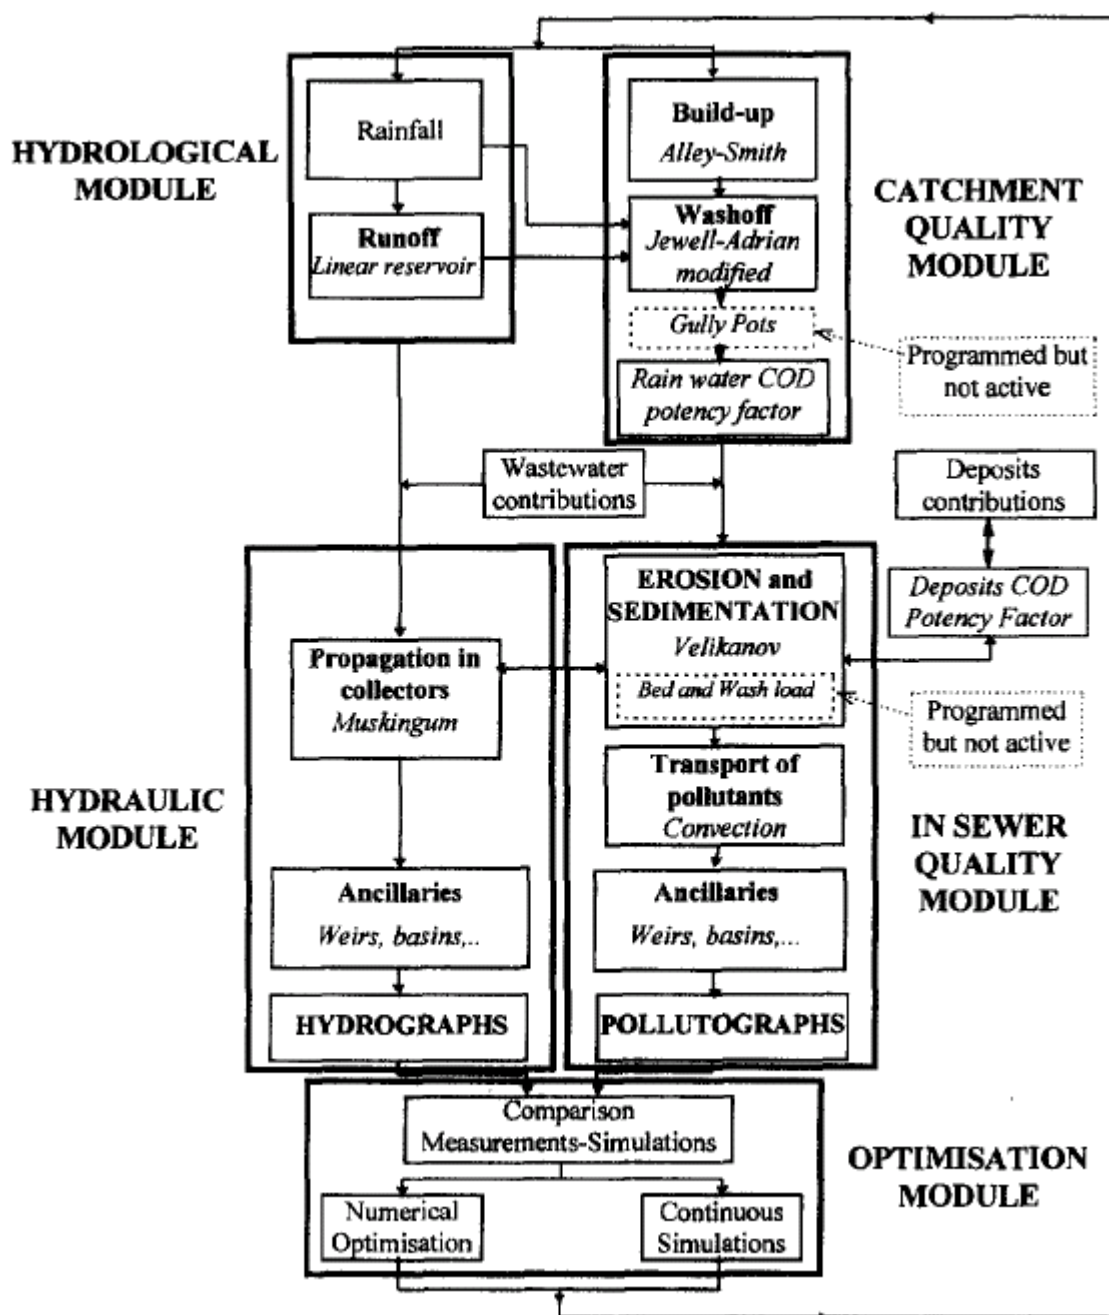 HYDROLOGICAL
MODULE
Rainfall
Runoff
Linear reservoir
Build-up
Alley-Smith
Washoff
Jewell-Adrian
modified
Gully Pots
Rain water COD
potency factor
CATCHMENT
QUALITY
MODULE
Programmed but
not active
Wastewater
contributions
Deposits
contributions
Deposits COD
Potency Factor
HYDRAULIC
MODULE
Propagation in
collectors
Muskingum
Ancillaries
Weirs, basins,..
HYDROGRAPHS
EROSION and
SEDIMENTATION
Velikanov
Bed and Wash load
Programmed
but not active
Transport of
pollutants
Convection
Ancillaries
Weirs, basins,...
POLLUTOGRAPHS
IN SEWER
QUALITY
MODULE
Comparison
Measurements-Simulations
Numerical
Optimisation
Continuous
Simulations
OPTIMISATION
MODULE